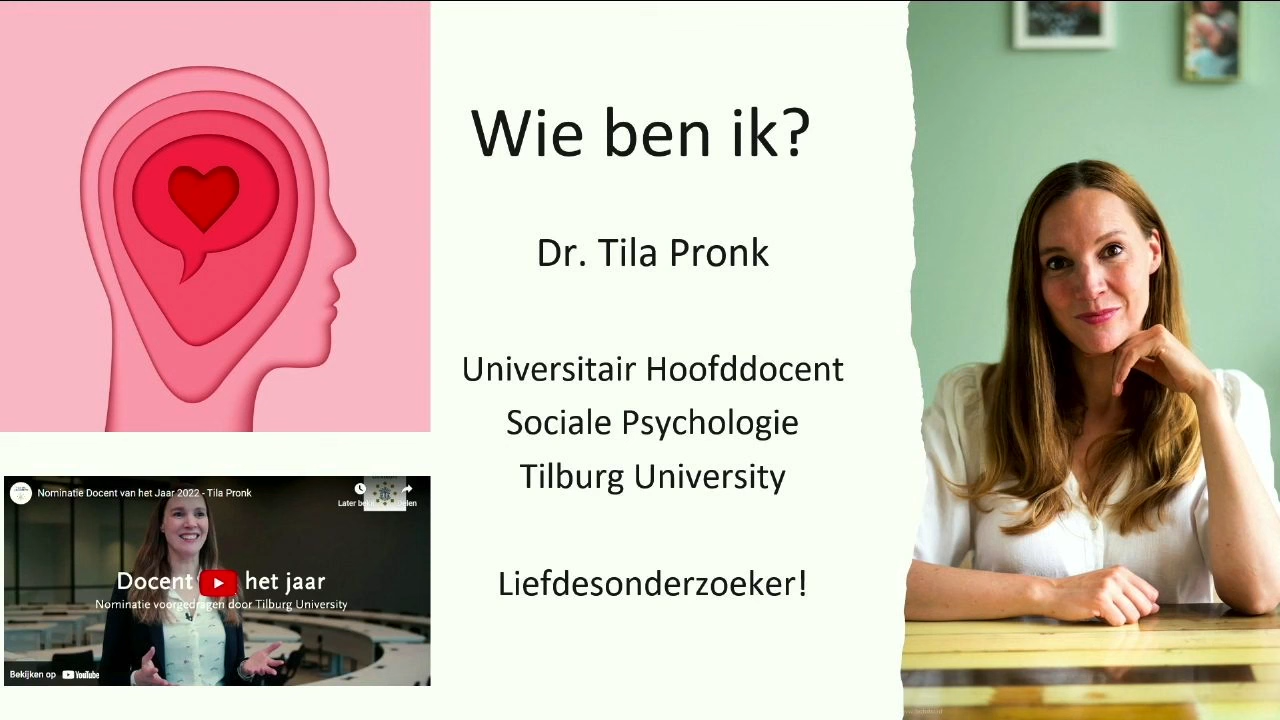 Wie ben ik?
Dr. Tila Pronk
Universitair Hoofddocent
Sociale Psychologie
Tilburg University
Liefdesonderzoeker!
Nominatie Docent van het Jaar 2022 - Tila Pronk
Later
Docent het jaar
Nominatie voorgedragen door Tilburg University
Bekijken op YouTube